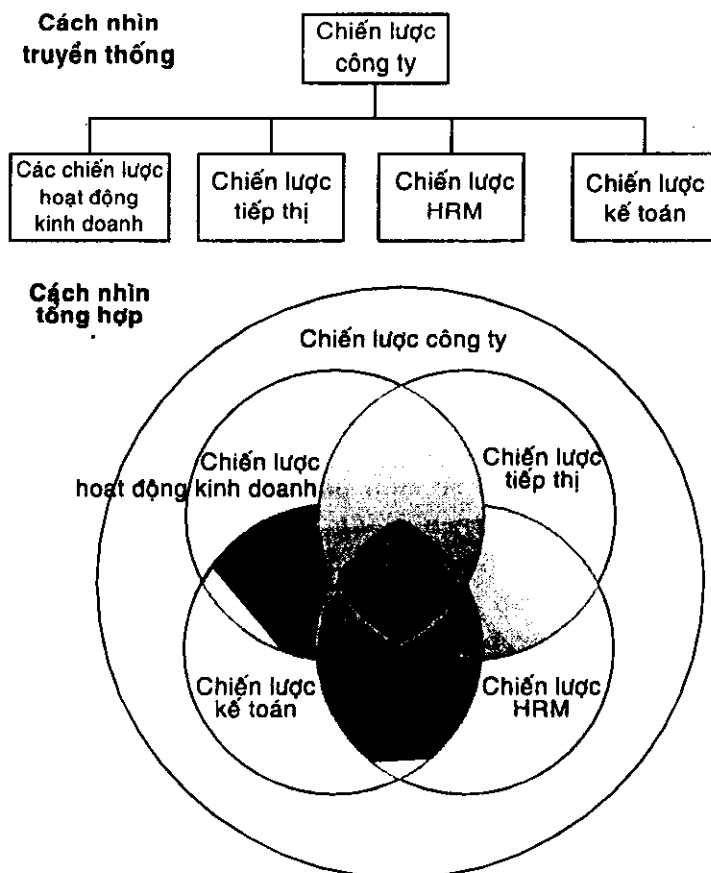 Cách nhìn
truyền thống
Chiến lược
công ty
Các chiến lược
hoạt động
kinh doanh
Chiến lược
tiếp thị
Chiến lược
HRM
Chiến lược
kế toán
Cách nhìn
tổng hợp
Chiến lược công ty
Chiến lược
hoạt động kinh doanh
Chiến lược
tiếp thị
Chiến lược
kế toán
Chiến lược
HRM